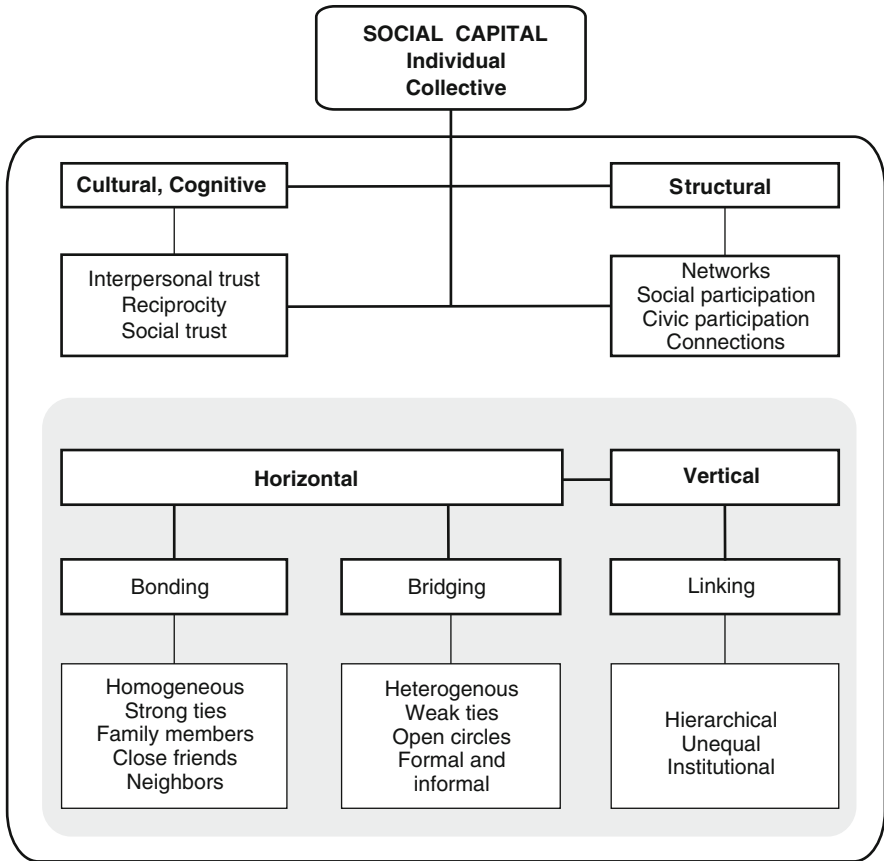 SOCIAL CAPITAL
Individual
Collective
Cultural, Cognitive
Structural
Interpersonal trust
Reciprocity
Social trust
Networks
Social participation
Civic participation
Connections
Horizontal
Vertical
Bonding
Bridging
Linking
Homogeneous
Strong ties
Family members
Close friends
Neighbors
Heterogenous
Weak ties
Open circles
Formal and
informal
Hierarchical
Unequal
Institutional